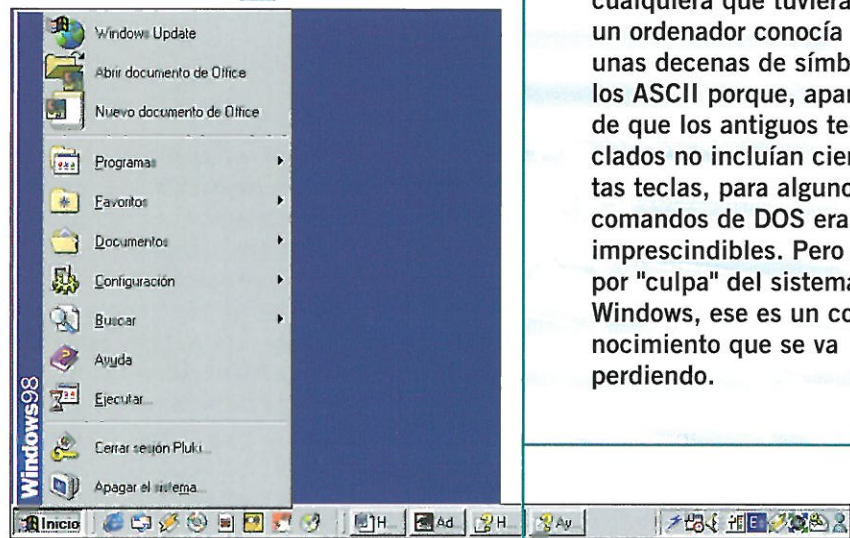 Windows Update
Abrir documento de Office
Nuevo documento de Office
Programas
Favoritos
Documentos
Configuración
Buscar
Ayuda
Ejecutar...
Cerrar sesión Pluki...
Apagar el sistema...
Windows98
Inicio
H...
Ad
H...
Ay...
E
cualquiera que tuviera
un ordenador conocía
unas decenas de símb
los ASCII porque, apar
de que los antiguos te
clados no incluían cier
tas teclas, para alguno
comandos de DOS era
imprescindibles. Pero
por "culpa" del sistema
Windows, ese es un co
nocimiento que se va
perdiendo.